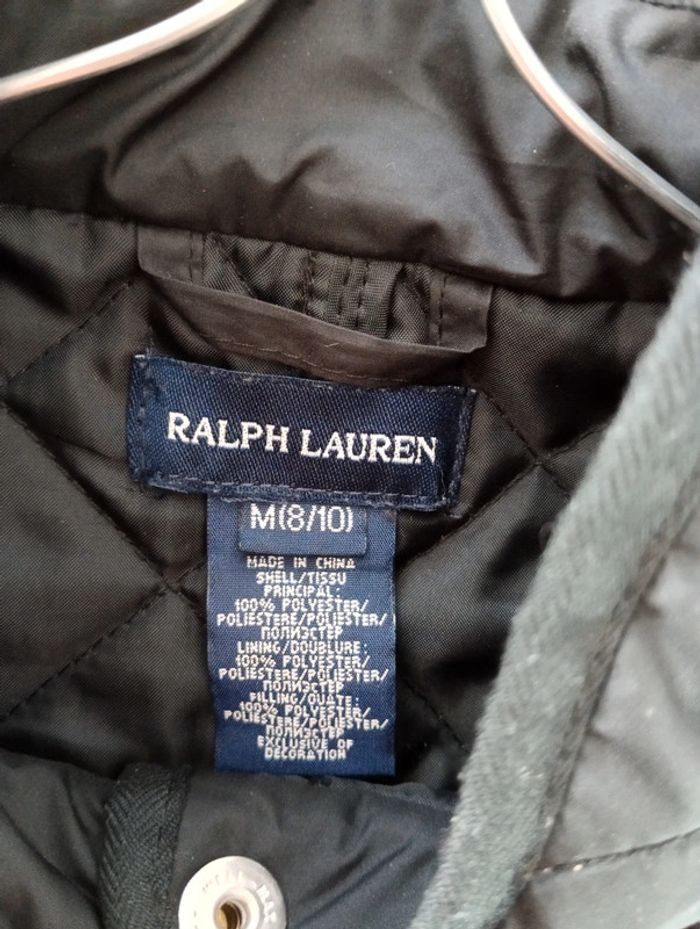 RALPH LAUREN
M(8/10)
MADE IN CHINA
SHELL/TISSU
PRINCIPAL:
100% POLYESTER/
POLIESTERE/POLIESTER/
ПОЛИЭСТЕР
LINING/DOUBLURE:
100% POLYESTER/
POLIESTERE/POLIESTER/
ПОЛИЭСТЕР
FILLING/OUATE:
100% POLYESTER/
POLIESTERE/POLIESTER/
ПОЛИЭСТЕР
EXCLUSIVE OF
DECORATION